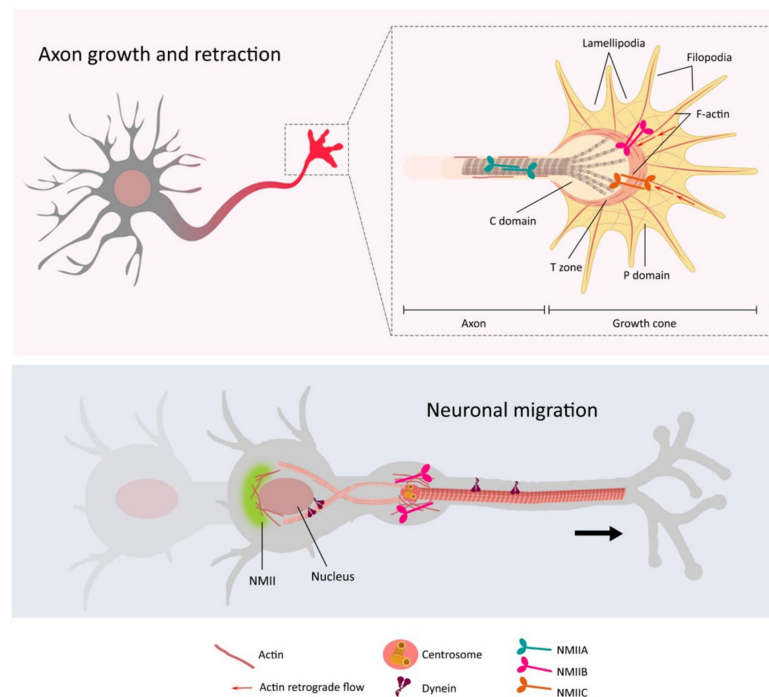 Axon growth and retraction
Lamellipodia
Filopodia
F-actin
C domain
T zone
P domain
Axon
Growth cone
Neuronal migration
NMII
Nucleus
Actin
Centrosome
NMIIA
NMIIB
Actin retrograde flow
Dynein
NMIIC